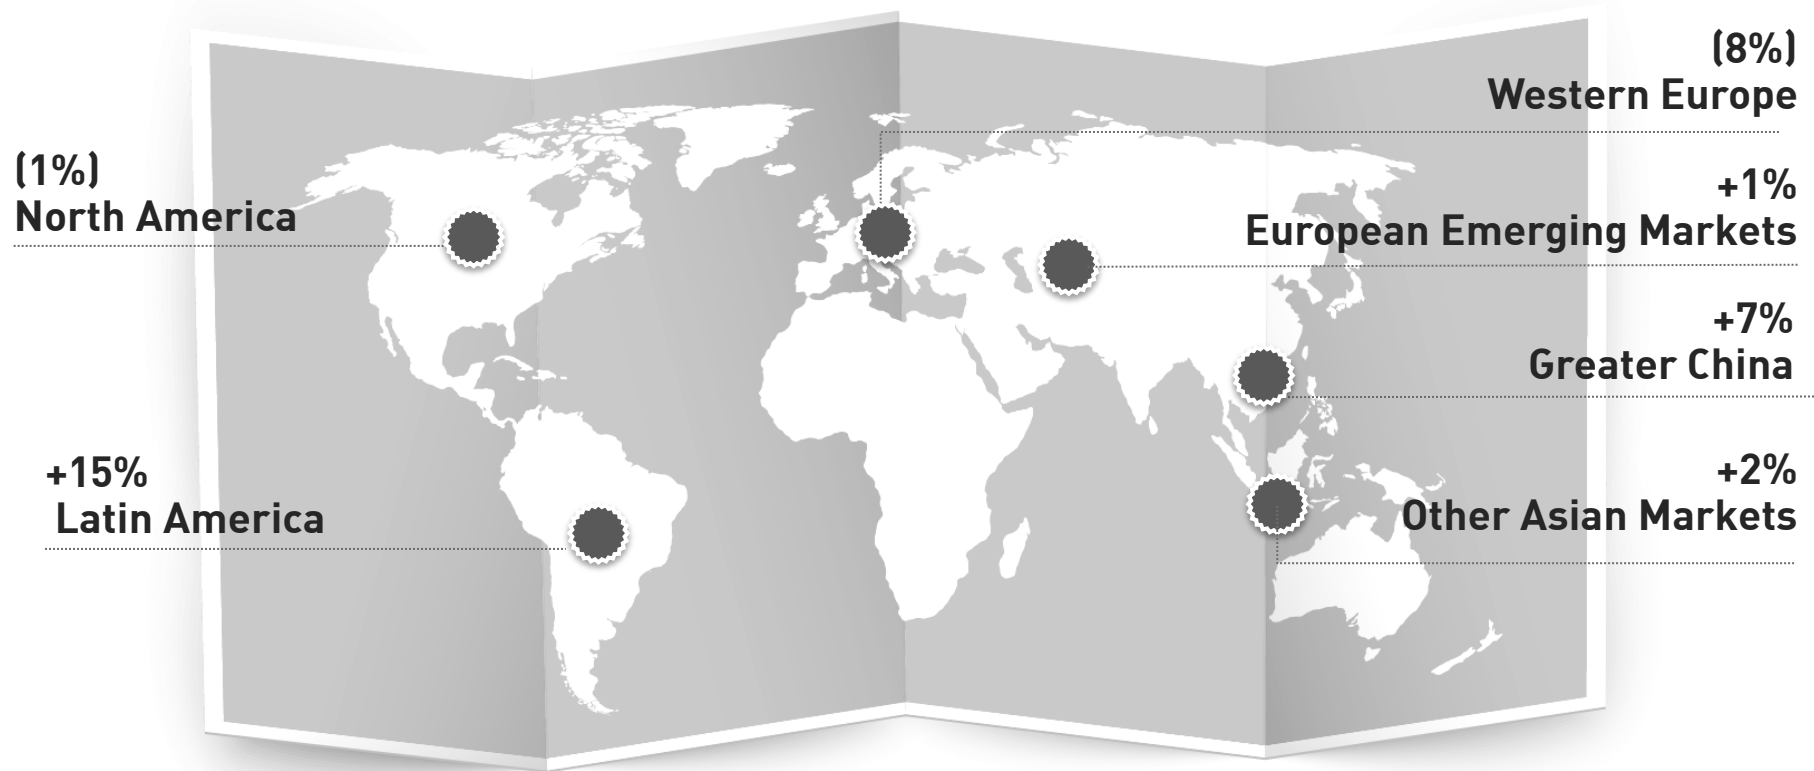 (8%)
Western Europe
(1%)
North America
+1%
European Emerging Markets
+7%
Greater China
+15%
Latin America
+2%
Other Asian Markets